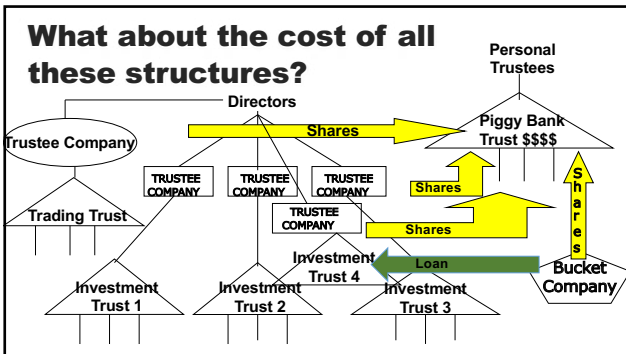 What about the cost of all
these structures?
Personal
Trustees
Directors
Shares
Piggy Bank
Trust $$$$
Trustee Company
TRUSTEE
COMPANY
TRUSTEE
COMPANY
TRUSTEE
COMPANY
TRUSTEE
COMPANY
Shares
Shares
Shares
Trading Trust
Investment
Trust 4
Loan
Bucket
Company
Investment
Trust 1
Investment
Trust 2
Investment
Trust 3